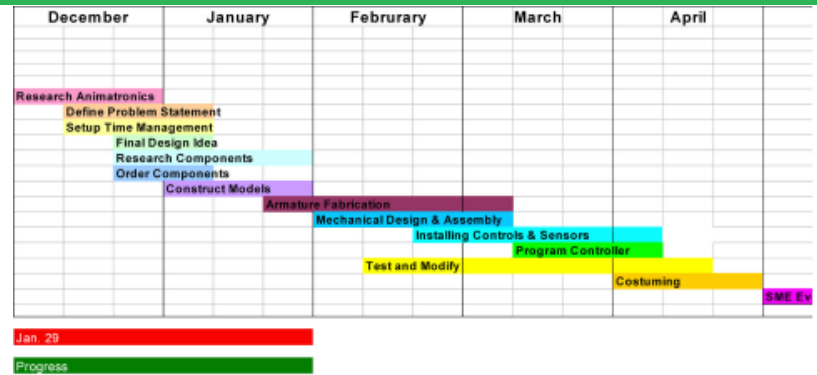 December January Februrary March April
Research Animatronics
Define Problem Statement
Setup Time Management
Final Design Idea
Research Components
Order Components
Construct Models
Armature Fabrication
Mechanical Design & Assembly
Installing Controls & Sensors
Program Controller
Test and Modify
Costuming
SME Ev
Jan. 29
Progress